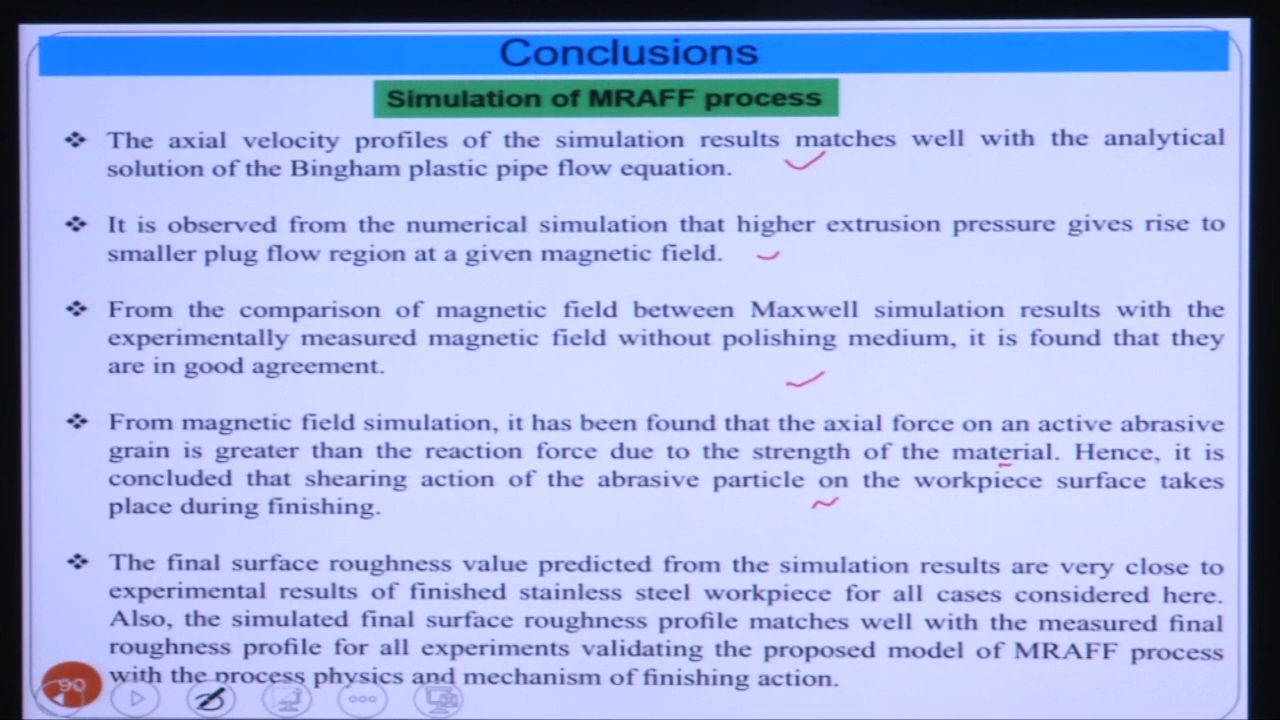 Conclusions
Simulation of MRAFF process
❖ The axial velocity profiles of the simulation results matches well with the analytical
solution of the Bingham plastic pipe flow equation.
❖ It is observed from the numerical simulation that higher extrusion pressure gives rise to
smaller plug flow region at a given magnetic field.
❖ From the comparison of magnetic field between Maxwell simulation results with the
experimentally measured magnetic field without polishing medium, it is found that they
are in good agreement.
❖ From magnetic field simulation, it has been found that the axial force on an active abrasive
grain is greater than the reaction force due to the strength of the material. Hence, it is
concluded that shearing action of the abrasive particle on the workpiece surface takes
place during finishing.
❖ The final surface roughness value predicted from the simulation results are very close to
experimental results of finished stainless steel workpiece for all cases considered here.
Also, the simulated final surface roughness profile matches well with the measured final
roughness profile for all experiments validating the proposed model of MRAFF process
with the process physics and mechanism of finishing action.
90